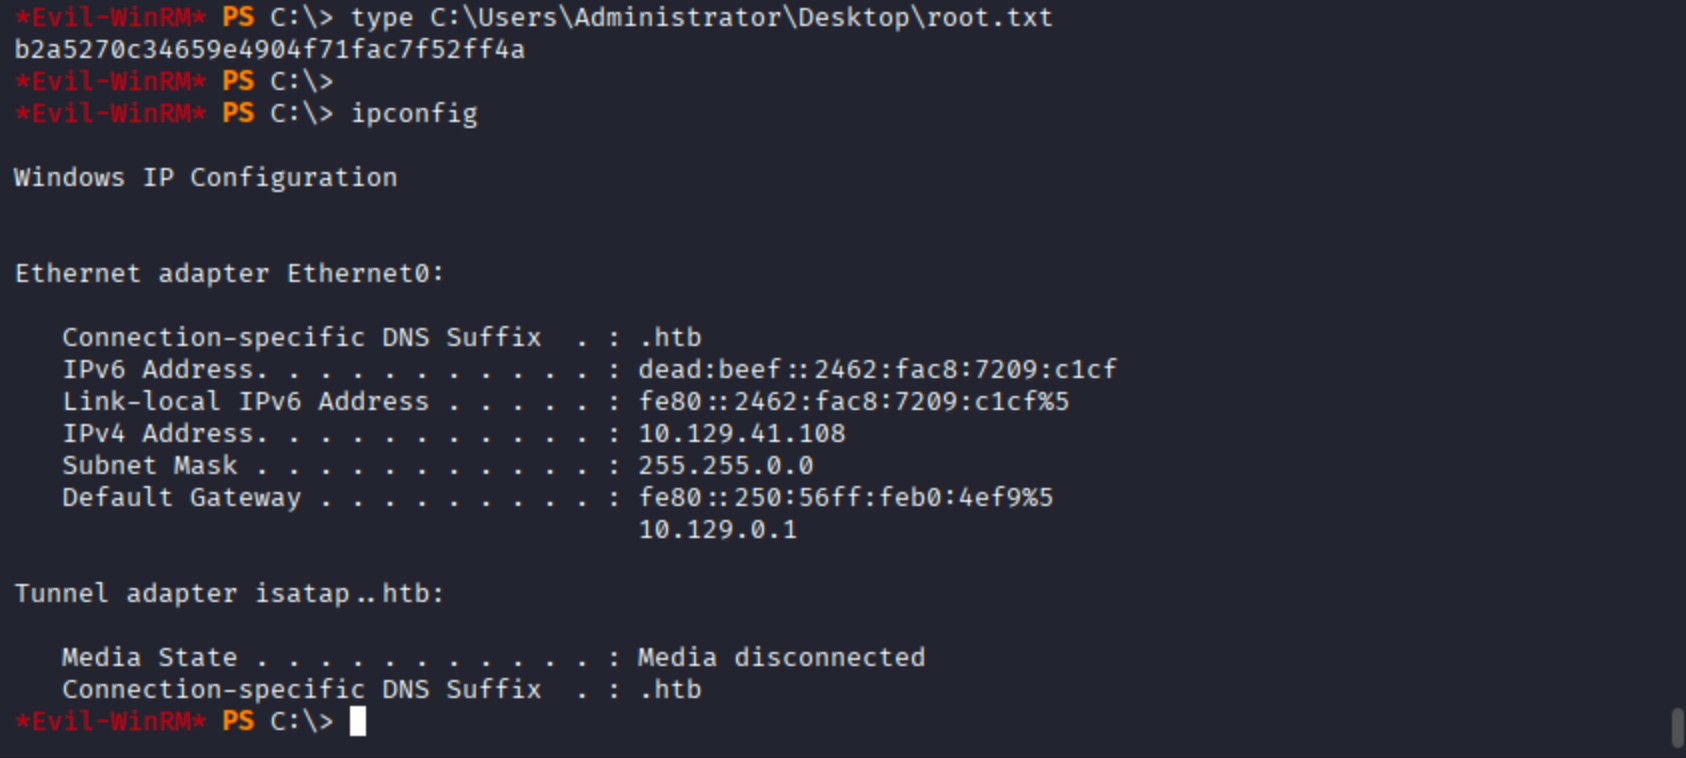 *Evil-WinRM* PS C:\> type C:\Users\Administrator\Desktop\root.txt
b2a5270c34659e4904f71fac7f52ff4a
*Evil-WinRM* PS C:\>
*Evil-WinRM* PS C:\> ipconfig
Windows IP Configuration
Ethernet adapter Ethernet0:
Connection-specific DNS Suffix  . : .htb
IPv6 Address. . . . . . . . . . . : dead:beef::2462:fac8:7209:c1cf
Link-local IPv6 Address . . . . . : fe80::2462:fac8:7209:c1cf%5
IPv4 Address. . . . . . . . . . . : 10.129.41.108
Subnet Mask . . . . . . . . . . . : 255.255.0.0
Default Gateway . . . . . . . . . : fe80::250:56ff:feb0:4ef9%5
10.129.0.1
Tunnel adapter isatap..htb:
Media State . . . . . . . . . . . : Media disconnected
Connection-specific DNS Suffix  . : .htb
*Evil-WinRM* PS C:\>